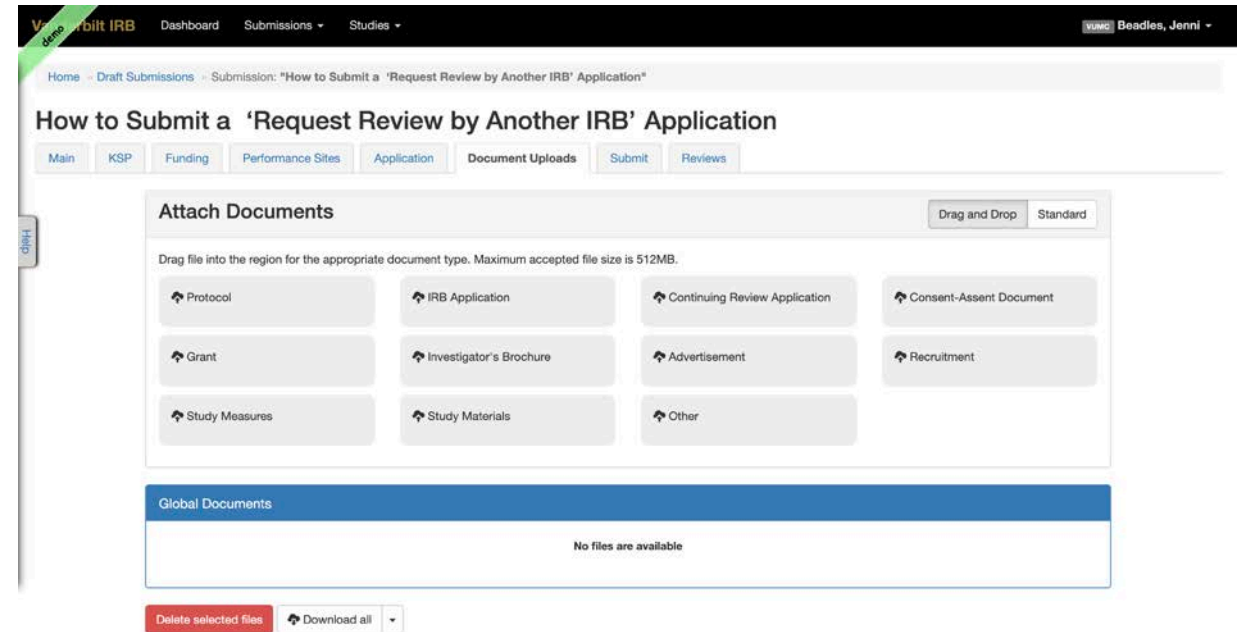 Vanderbilt IRB Dashboard Submissions Studies VUMC Beadles, Jenni
demo
Home Draft Submissions Submission: "How to Submit a 'Request Review by Another IRB' Application"
How to Submit a ‘Request Review by Another IRB’ Application
Main KSP Funding Performance Sites Application Document Uploads Submit Reviews
Help
Attach Documents Drag and Drop Standard
Drag file into the region for the appropriate document type. Maximum accepted file size is 512MB.
Protocol IRB Application Continuing Review Application Consent-Assent Document
Grant Investigator's Brochure Advertisement Recruitment
Study Measures Study Materials Other
Global Documents
No files are available
Delete selected files Download all